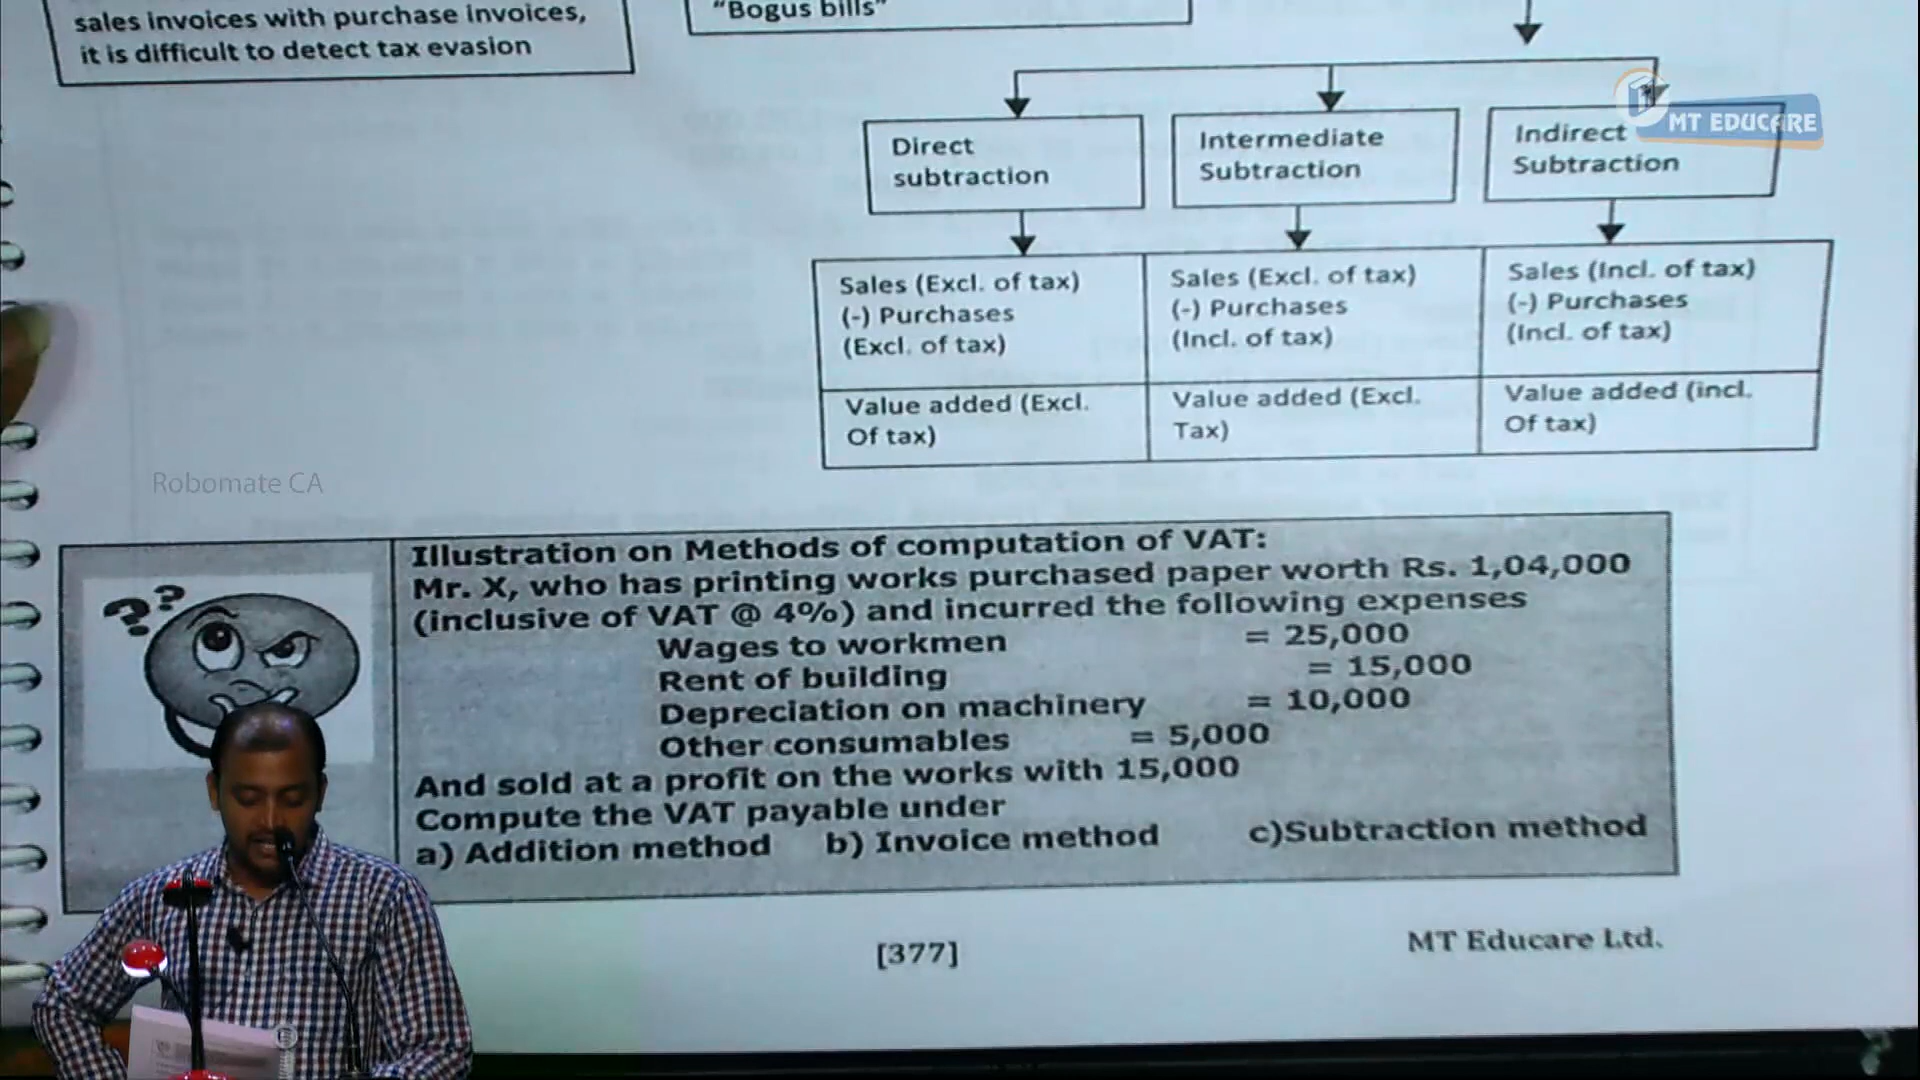 sales invoices with purchase invoices,
it is difficult to detect tax evasion
"Bogus bills"
MT EDUCARE
Direct
subtraction
Intermediate
Subtraction
Indirect
Subtraction
Sales (Excl. of tax)
(-) Purchases
(Excl. of tax)
Sales (Excl. of tax)
(-) Purchases
(Incl. of tax)
Sales (Incl. of tax)
(-) Purchases
(Incl. of tax)
Value added (Excl.
Of tax)
Value added (Excl.
Tax)
Value added (incl.
Of tax)
Robomate CA
Illustration on Methods of computation of VAT:
Mr. X, who has printing works purchased paper worth Rs. 1,04,000
(inclusive of VAT @ 4%) and incurred the following expenses
Wages to workmen = 25,000
Rent of building = 15,000
Depreciation on machinery = 10,000
Other consumables = 5,000
And sold at a profit on the works with 15,000
Compute the VAT payable under
a) Addition method b) Invoice method c)Subtraction method
??
[377]
MT Educare Ltd.